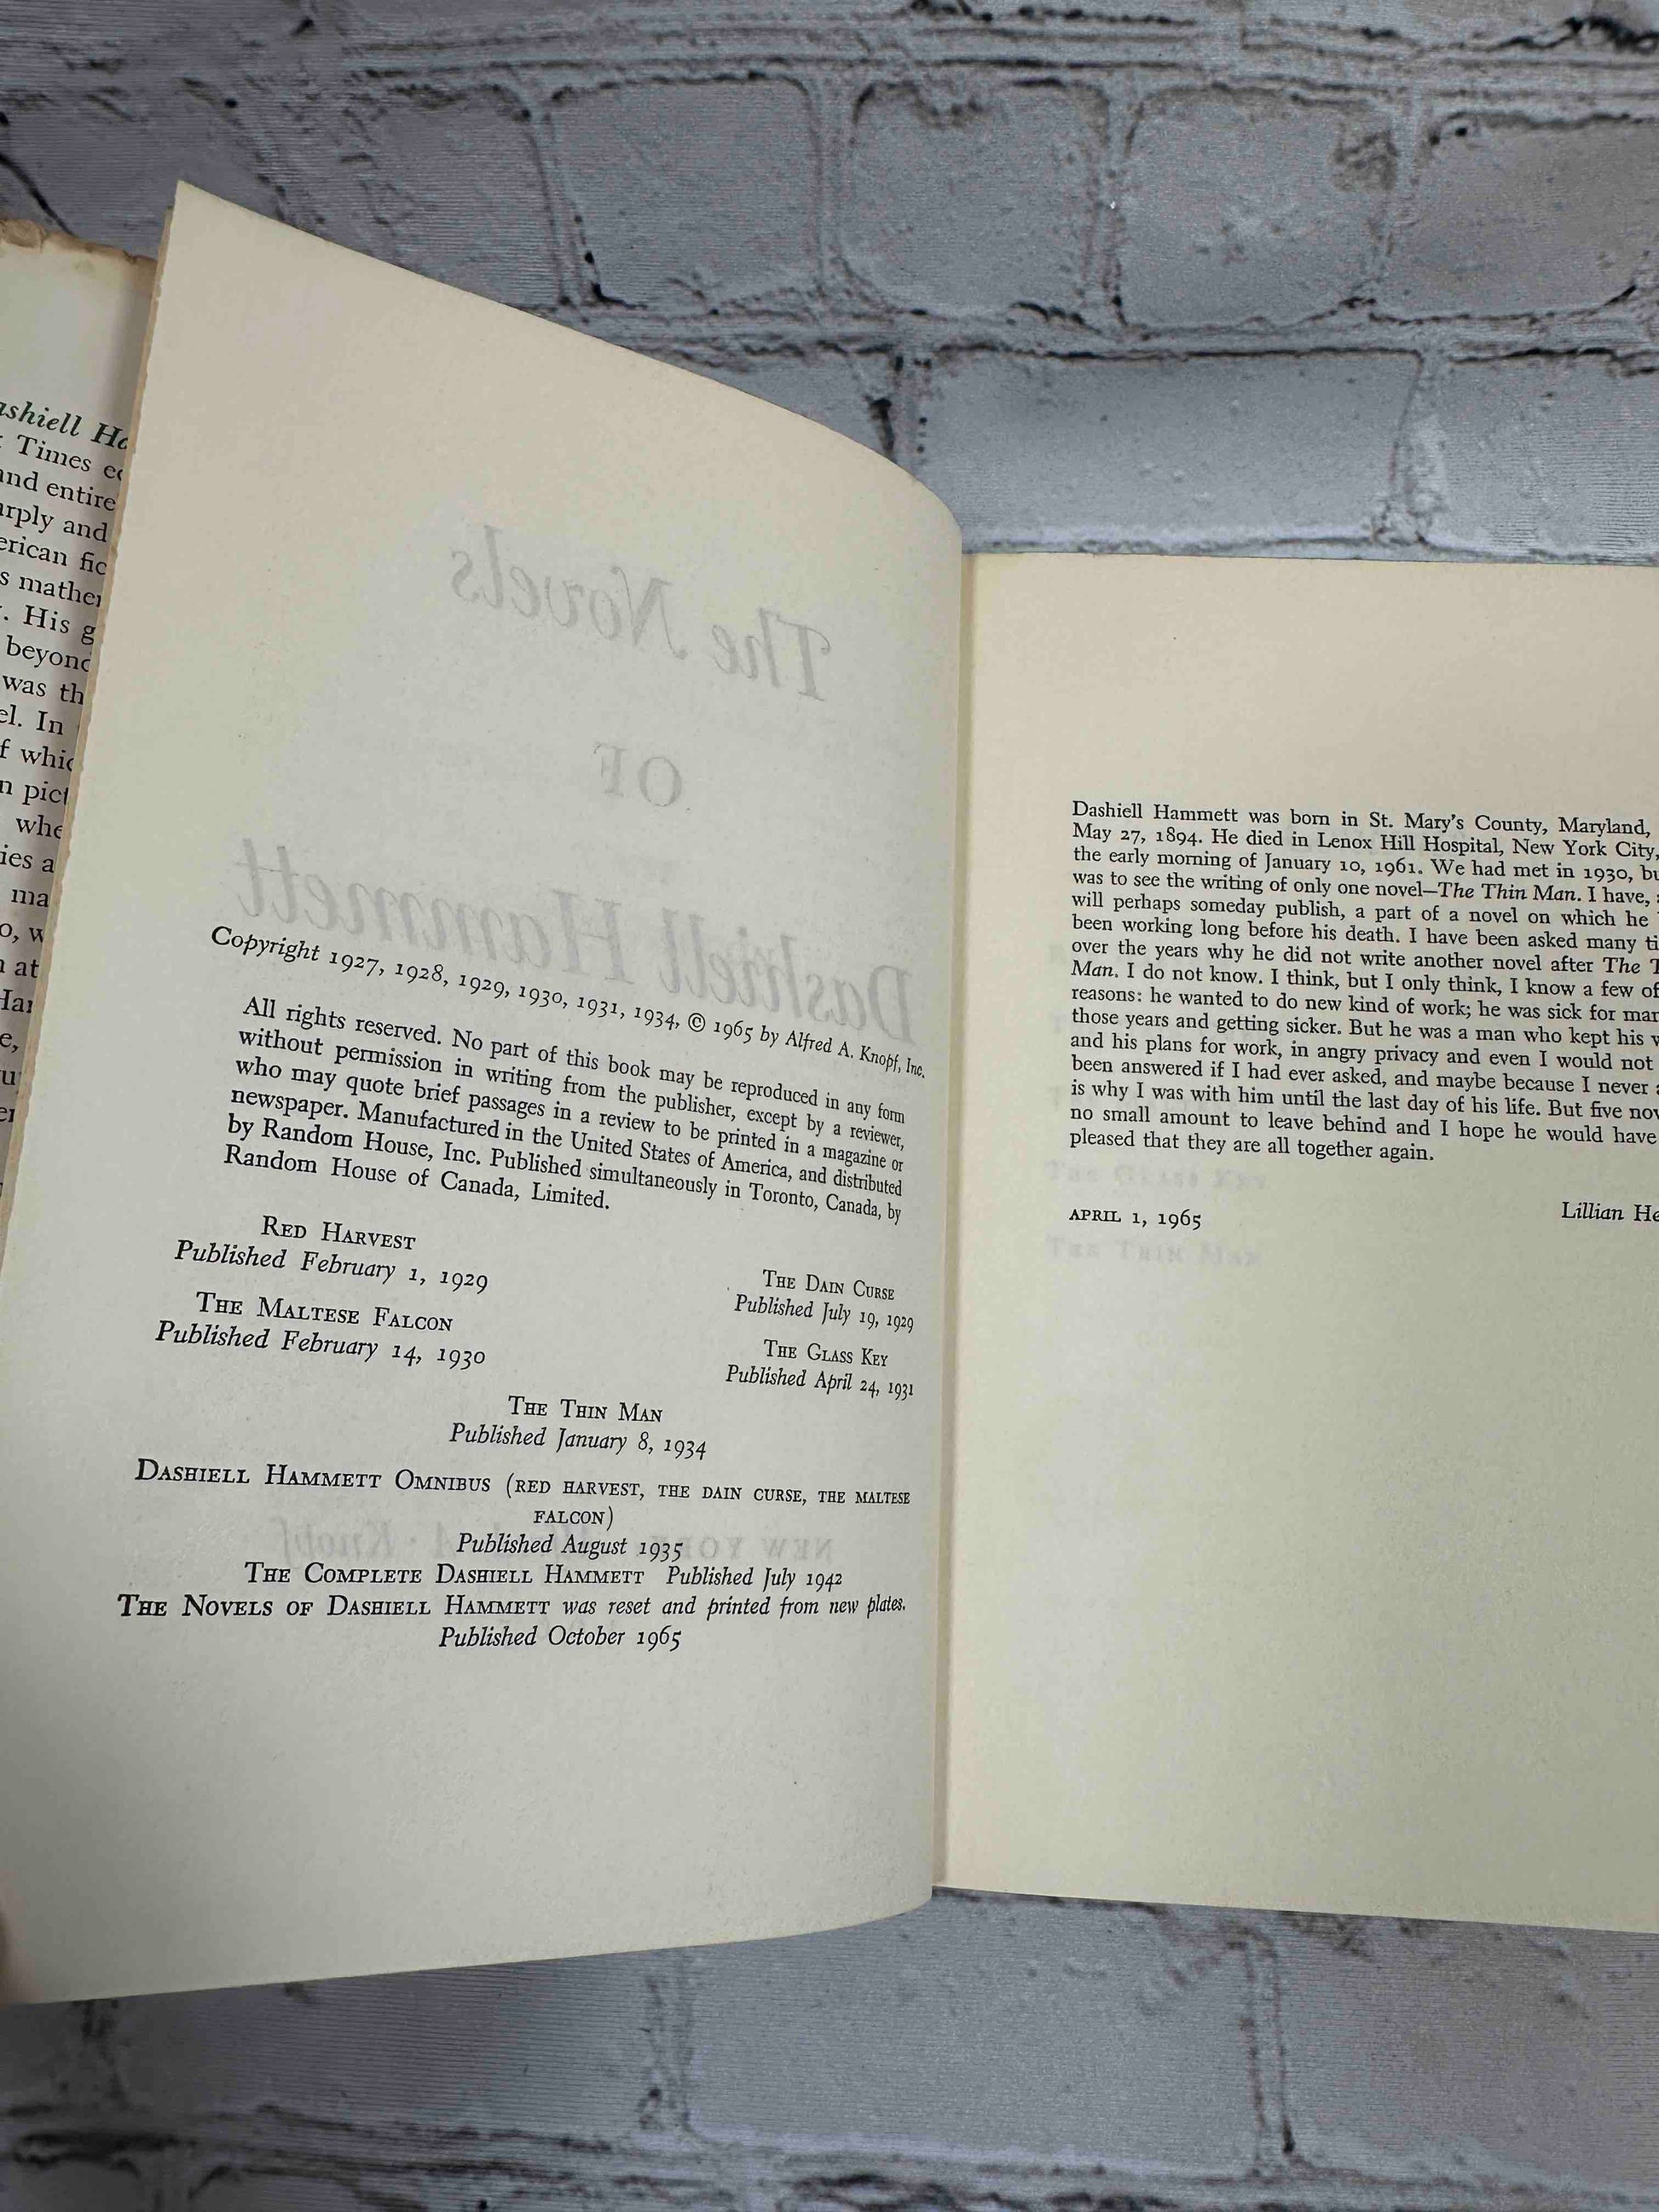 ashiell
Times
and entire
and
. His
beyond
was
. In
The Novels
OF
Dashiell Hammett
Copyright 1927, 1928, 1929, 1930, 1931, 1934, © 1965 by Alfred A. Knopf, Inc.
All rights reserved. No part of this book may be reproduced in any form
without permission in writing from the publisher, except by a reviewer,
who may quote brief passages in a review to be printed in a magazine or
newspaper. Manufactured in the United States of America, and distributed
by Random House, Inc. Published simultaneously in Toronto, Canada, by
Random House of Canada, Limited.
RED HARVEST
Published February 1, 1929
THE DAIN CURSE
Published July 19, 1929
THE MALTESE FALCON
Published February 14, 1930
THE GLASS KEY
Published April 24, 1931
THE THIN MAN
Published January 8, 1934
DASHIELL HAMMETT OMNIBUS (RED HARVEST, THE DAIN CURSE, THE MALTESE
FALCON)
Published August 1935
THE COMPLETE DASHIELL HAMMETT Published July 1942
THE NOVELS OF DASHIELL HAMMETT was reset and printed from new plates.
Published October 1965
Dashiell Hammett was born in St. Mary's County, Maryland,
May 27, 1894. He died in Lenox Hill Hospital, New York City,
the early morning of January 10, 1961. We had met in 1930,
was to see the writing of only one novel—The Thin Man. I have,
will perhaps someday publish, a part of a novel on which he
been working long before his death. I have been asked many
over the years why he did not write another novel after The
Man. I do not know. I think, but I only think, I know a few of
reasons: he wanted to do new kind of work; he was sick for
those years and getting sicker. But he was a man who kept his
and his plans for work, in angry privacy and even I would not
been answered if I had ever asked, and maybe because I never
is why I was with him until the last day of his life. But five
no small amount to leave behind and I hope he would have
pleased that they are all together again.
Lillian
APRIL 1, 1965